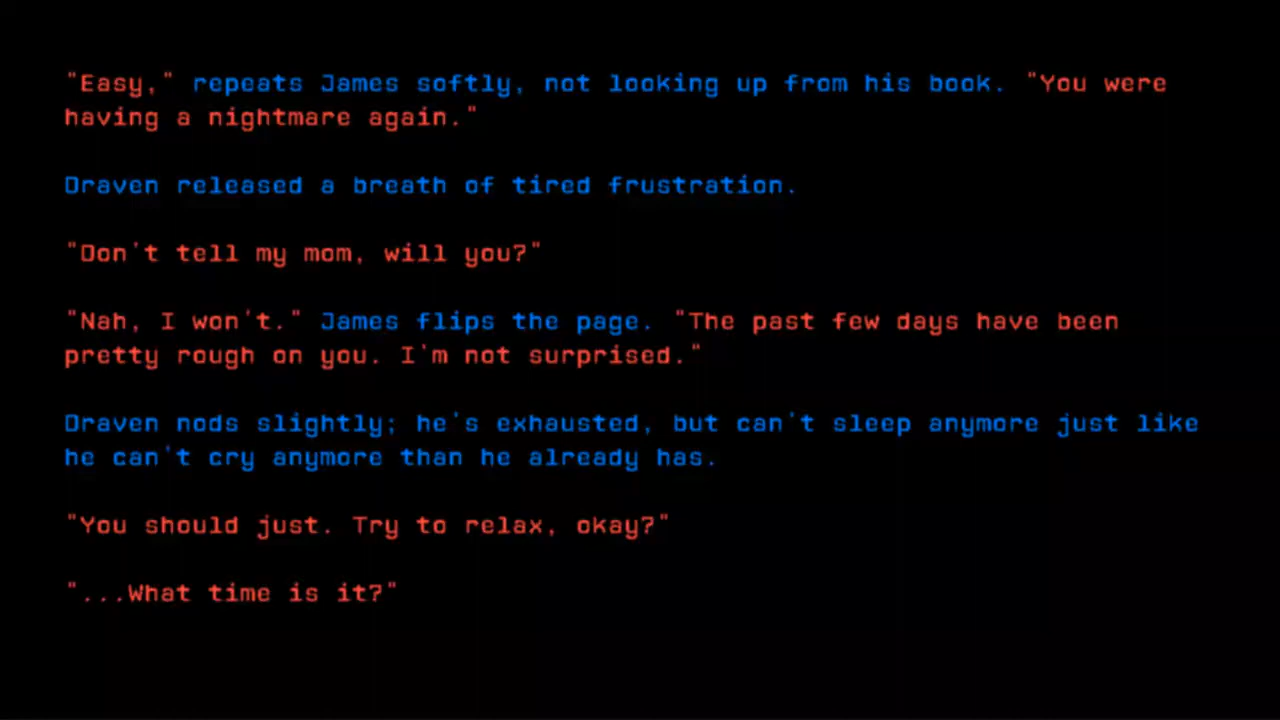 "Easy," repeats James softly, not looking up from his book. "You were
having a nightmare again."
Draven released a breath of tired frustration.
"Don't tell my mom, will you?"
"Nah, I won't." James flips the page. "The past few days have been
pretty rough on you. I'm not surprised."
Draven nods slightly; he's exhausted, but can't sleep anymore just like
he can't cry anymore than he already has.
"You should just. Try to relax, okay?"
"...What time is it?"